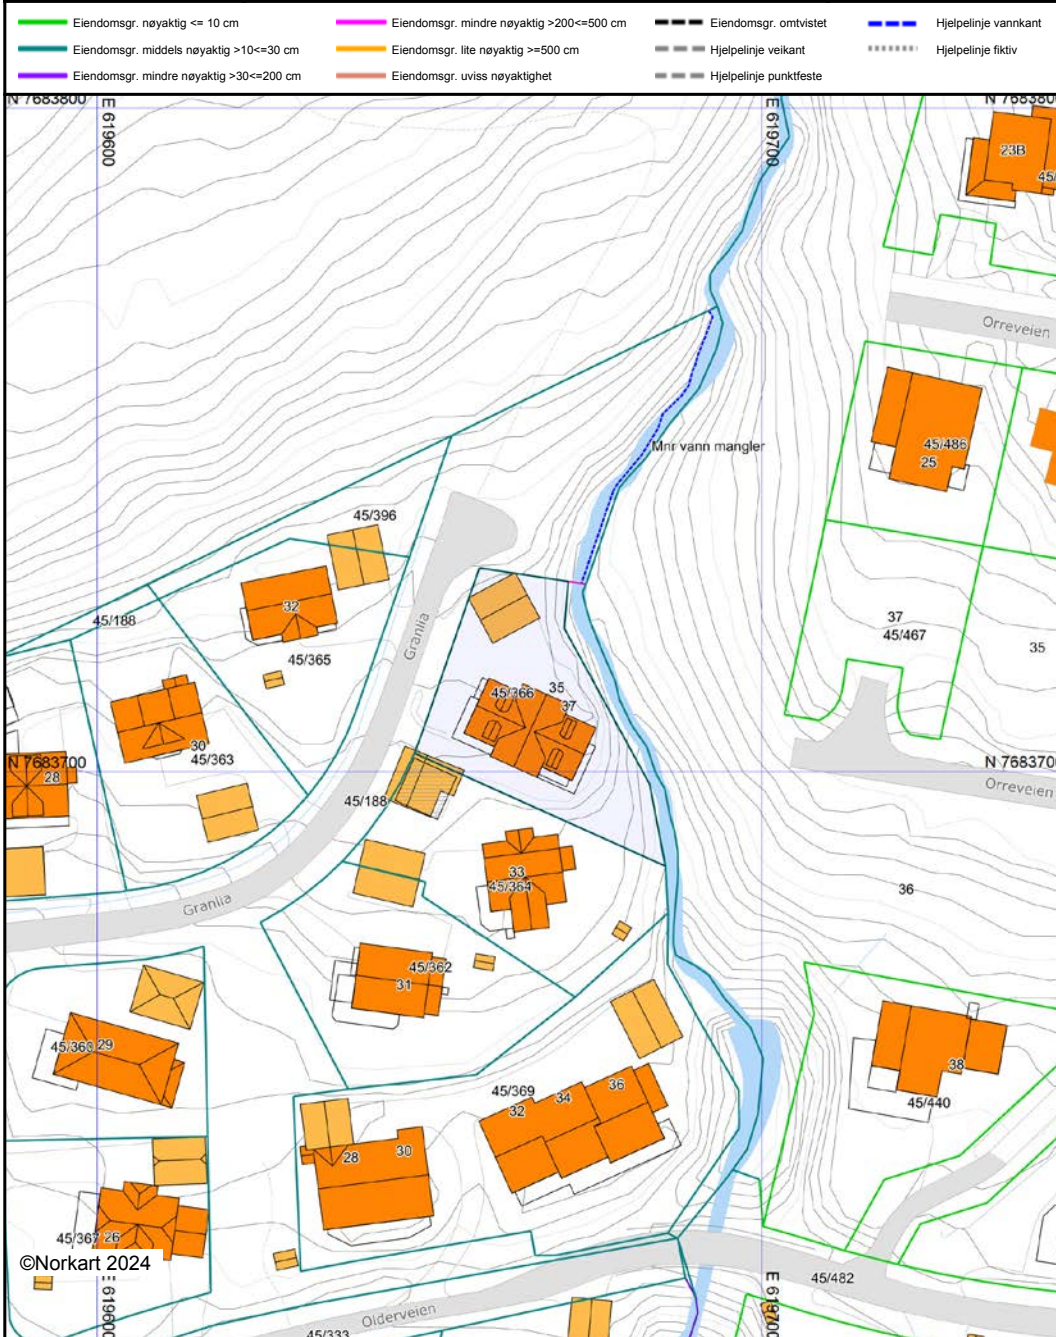 Eiendomsgr. nøyaktig <= 10 cm
Eiendomsgr. mindre nøyaktig >200<=500 cm
Eiendomsgr. omtvistet
Hjelpelinje vannkant
Eiendomsgr. middels nøyaktig >10<=30 cm
Eiendomsgr. lite nøyaktig >=500 cm
Hjelpelinje veikant
Hjelpelinje fiktiv
Eiendomsgr. mindre nøyaktig >30<=200 cm
Eiendomsgr. uviss nøyaktighet
Hjelpelinje punktfeste
N 7683800
E 619600
E 619700
N 7683800
23B
45/
Orreveien
Mnr vann mangler
45/486
25
45/396
32
45/188
45/365
Granlia
37
45/467
35
45/366
35
37
30
45/363
N 7683700
28
N 7683700
Orreveien
45/188
33
45/364
36
Granlia
45/362
31
45/360
29
45/369
32
34
36
38
45/440
28
30
45/367
26
©Norkart 2024
E 619600
E 619700
45/482
Olderveien
45/333